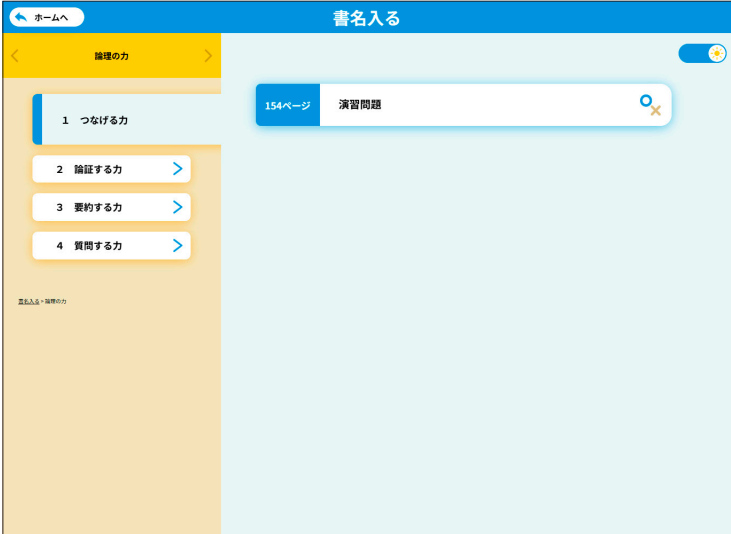 ホームへ
書名入る
論理の力
1 つなげる力
2 論証する力
3 要約する力
4 質問する力
書名入る > 論理の力
154ページ
演習問題